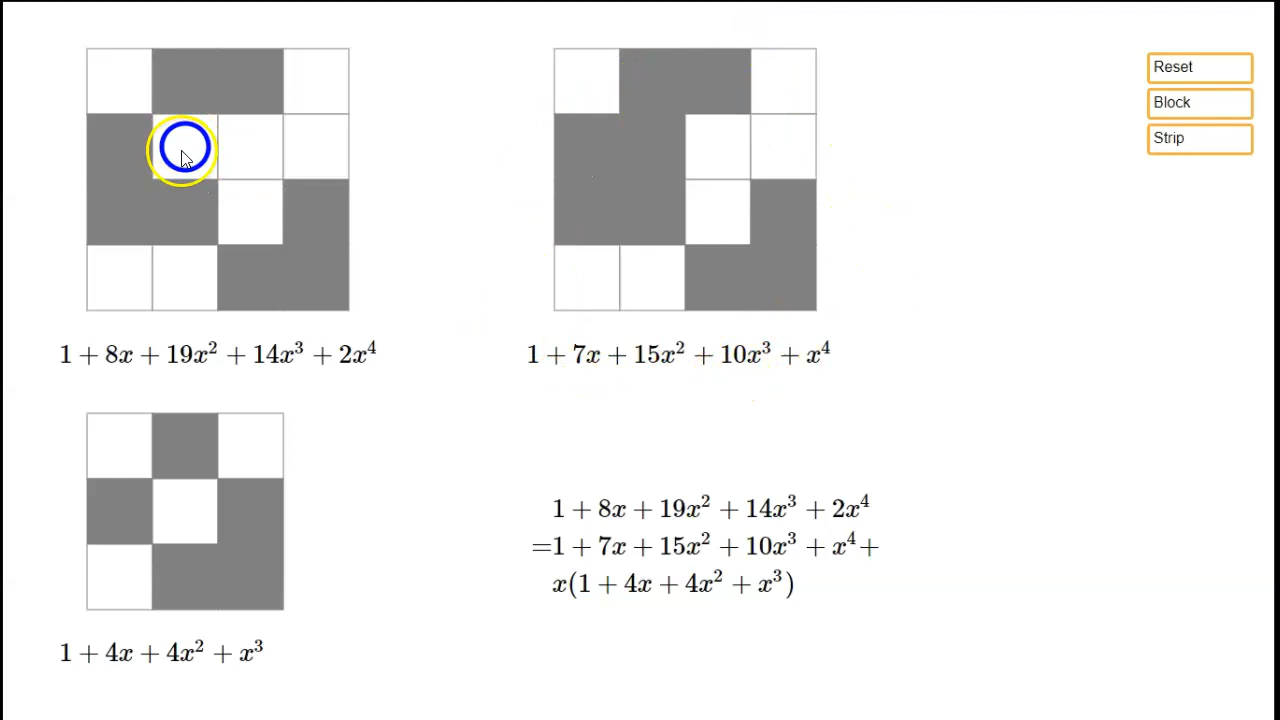 Reset
Block
Strip
1 + 8x + 19x² + 14x³ + 2x⁴
1 + 7x + 15x² + 10x³ + x⁴
1 + 8x + 19x² + 14x³ + 2x⁴
=1 + 7x + 15x² + 10x³ + x⁴+
x(1 + 4x + 4x² + x³)
1 + 4x + 4x² + x³